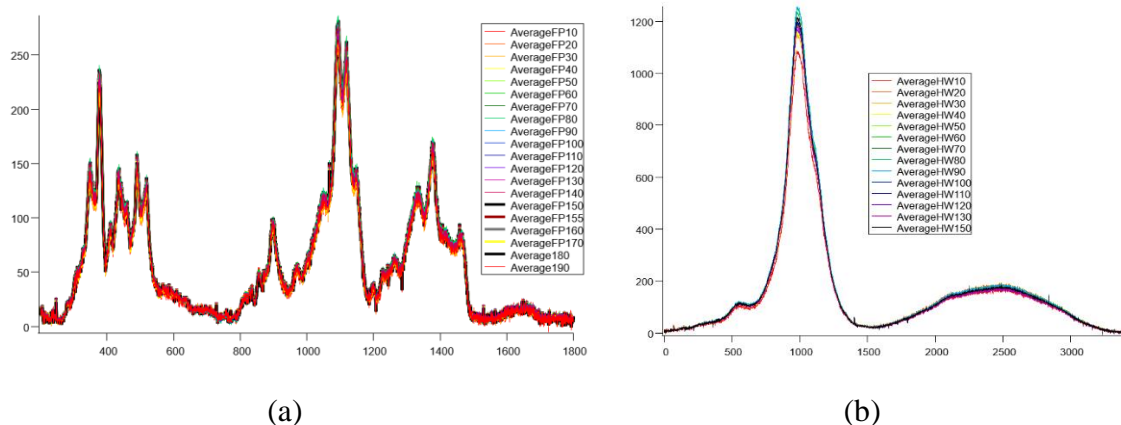 250
200
150
100
50
0
400
600
800
1000
1200
1400
1600
1800
AverageFP10
AverageFP20
AverageFP30
AverageFP40
AverageFP50
AverageFP60
AverageFP70
AverageFP80
AverageFP90
AverageFP100
AverageFP110
AverageFP120
AverageFP130
AverageFP140
AverageFP150
AverageFP155
AverageFP160
AverageFP170
Average180
Average190
(a)
1200
1000
800
600
400
200
0
0
500
1000
1500
2000
2500
3000
AverageHW10
AverageHW20
AverageHW30
AverageHW40
AverageHW50
AverageHW60
AverageHW70
AverageHW80
AverageHW90
AverageHW100
AverageHW110
AverageHW120
AverageHW130
AverageHW150
(b)